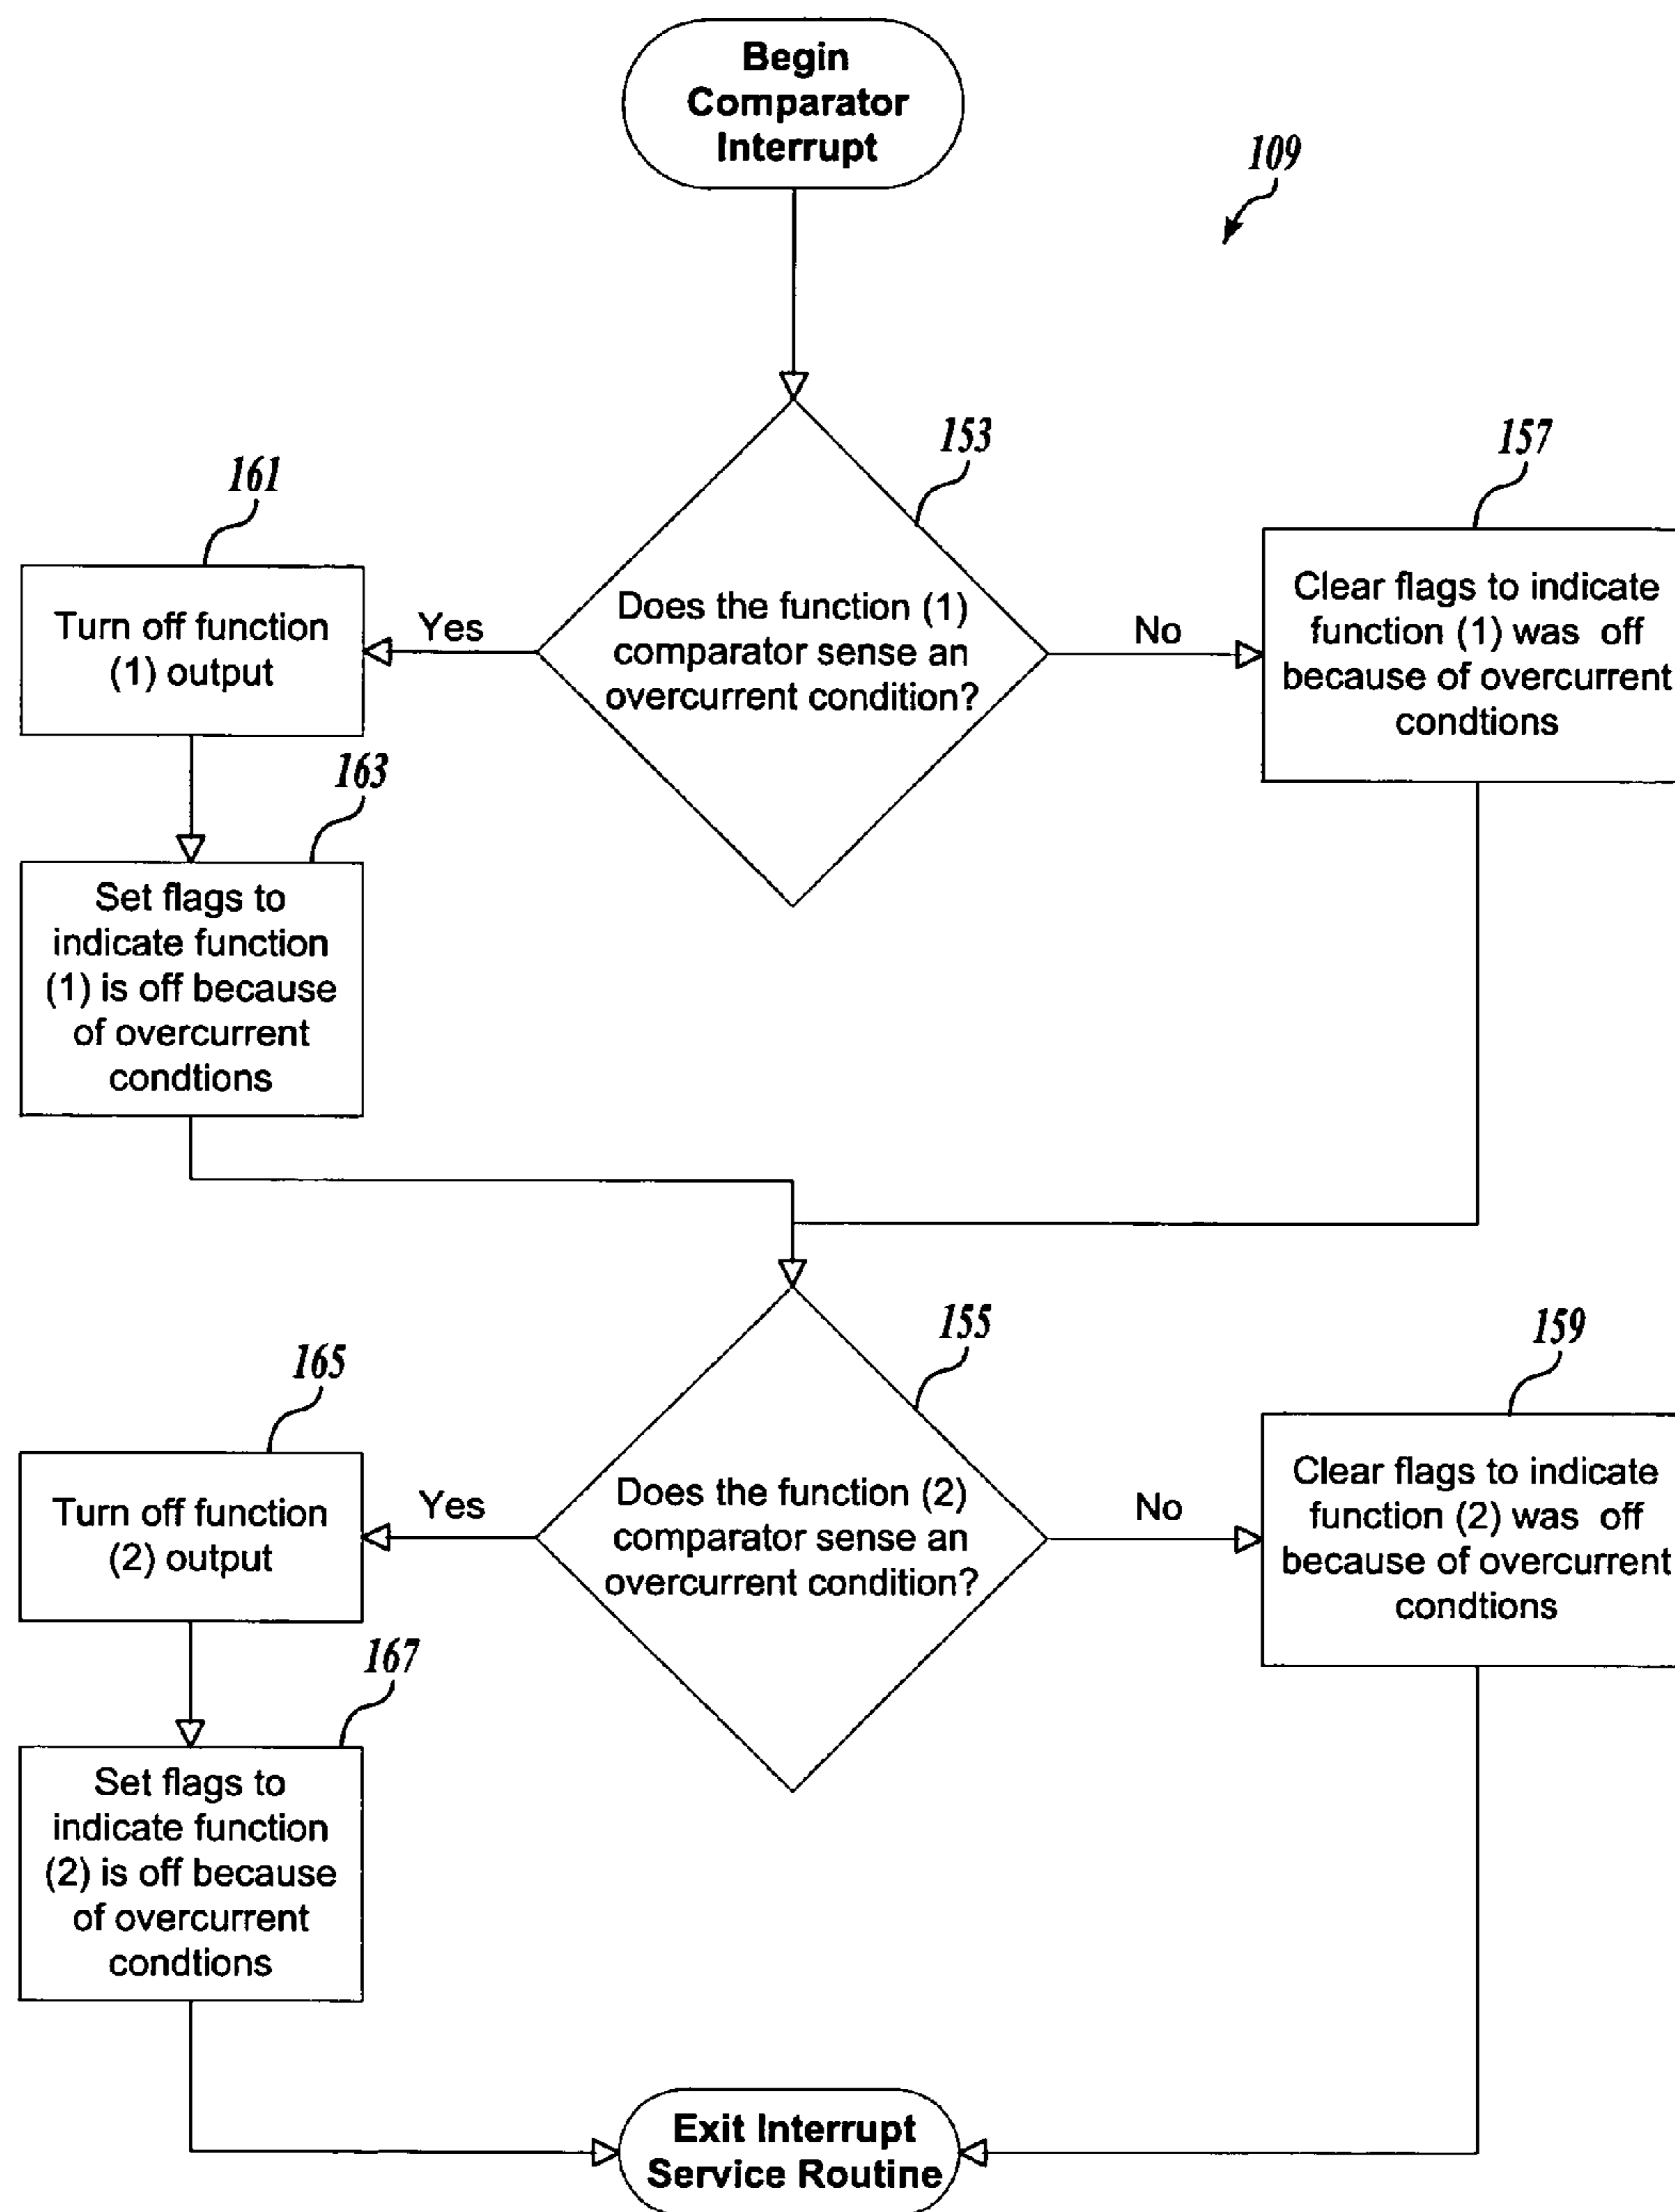 Begin
Comparator
Interrupt
109
153
157
161
Does the function (1)
comparator sense an
overcurrent condition?
Yes
No
Turn off function
(1) output
Clear flags to indicate
function (1) was off
because of overcurrent
condtions
163
Set flags to
indicate function
(1) is off because
of overcurrent
condtions
155
159
165
Does the function (2)
comparator sense an
overcurrent condition?
Yes
No
Turn off function
(2) output
Clear flags to indicate
function (2) was off
because of overcurrent
condtions
167
Set flags to
indicate function
(2) is off because
of overcurrent
condtions
Exit Interrupt
Service Routine